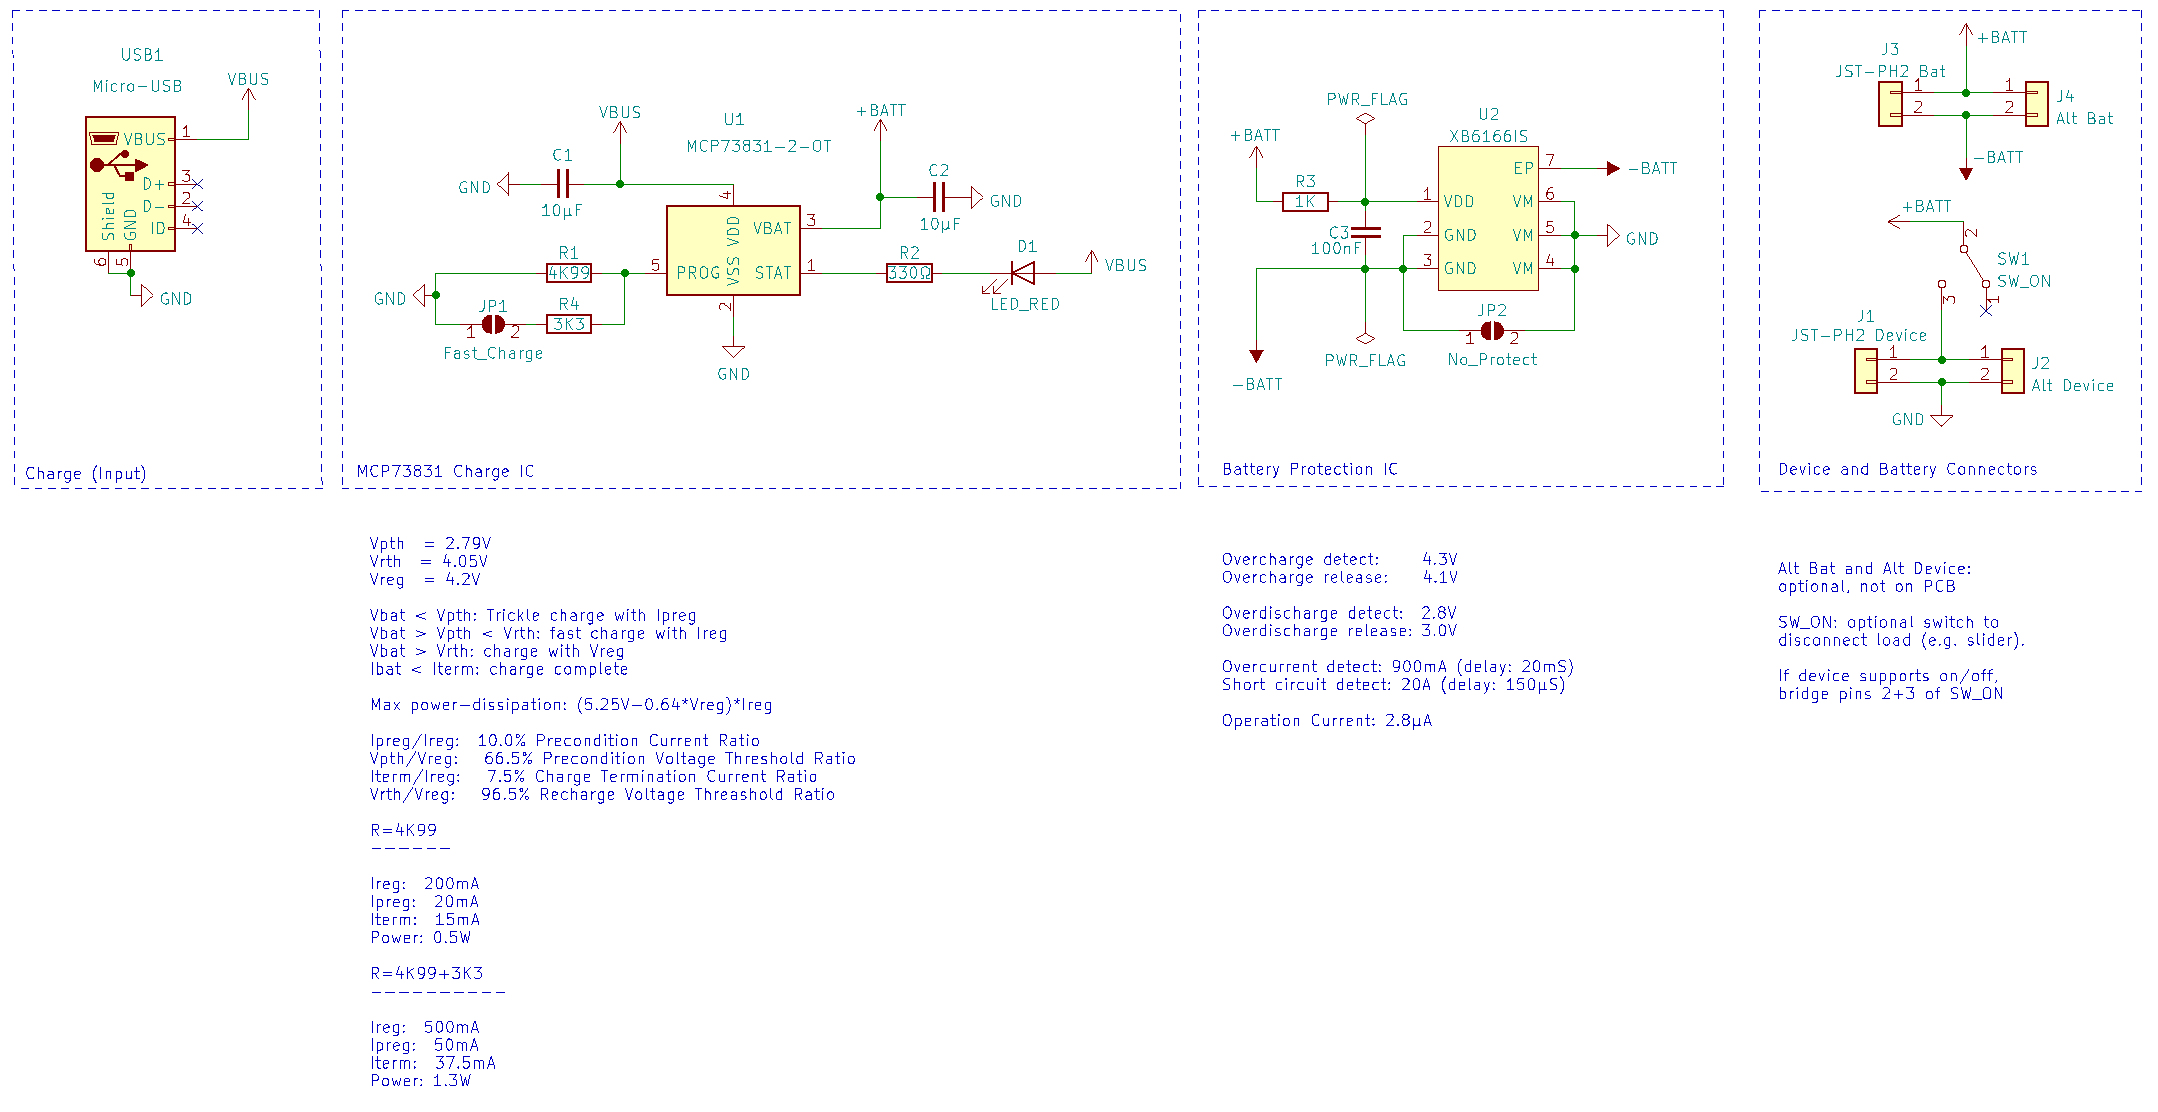 USB1
Micro-USB
VBUS
VBUS
1
D+
3
D-
2
ID
4
Shield
GND
6
5
GND
Charge (Input)
VBUS
U1
MCP73831-2-OT
+BATT
C1
10µF
GND
C2
10µF
GND
4
VDD
VBAT
3
PROG
5
VSS
2
STAT
1
R1
4K99
GND
JP1
1
2
Fast_Charge
R4
3K3
GND
R2
330Ω
D1
LED_RED
VBUS
MCP73831 Charge IC
PWR_FLAG
U2
XB6166IS
+BATT
R3
1K
C3
100nF
EP
7
-BATT
1
VDD
VM
6
2
GND
VM
5
GND
3
GND
VM
4
JP2
1
2
No_Protect
PWR_FLAG
-BATT
Battery Protection IC
+BATT
J3
JST-PH2 Bat
1
1
2
2
J4
Alt Bat
-BATT
+BATT
2
SW1
SW_ON
3
1
J1
JST-PH2 Device
1
1
2
2
J2
Alt Device
GND
Device and Battery Connectors
Vpth = 2.79V
Vrth = 4.05V
Vreg = 4.2V
Vbat < Vpth: Trickle charge with Ipreg
Vbat > Vpth < Vrth: fast charge with Ireg
Vbat > Vrth: charge with Vreg
Ibat < Iterm: charge complete
Max power-dissipation: (5.25V-0.64*Vreg)*Ireg
Ipreg/Ireg: 10.0% Precondition Current Ratio
Vpth/Vreg: 66.5% Precondition Voltage Threshold Ratio
Iterm/Ireg: 7.5% Charge Termination Current Ratio
Vrth/Vreg: 96.5% Recharge Voltage Threashold Ratio
R=4K99
------
Ireg: 200mA
Ipreg: 20mA
Iterm: 15mA
Power: 0.5W
R=4K99+3K3
----------
Ireg: 500mA
Ipreg: 50mA
Iterm: 37.5mA
Power: 1.3W
Overcharge detect: 4.3V
Overcharge release: 4.1V
Overdischarge detect: 2.8V
Overdischarge release: 3.0V
Overcurrent detect: 900mA (delay: 20mS)
Short circuit detect: 20A (delay: 150µS)
Operation Current: 2.8µA
Alt Bat and Alt Device:
optional, not on PCB
SW_ON: optional switch to
disconnect load (e.g. slider).
If device supports on/off,
bridge pins 2+3 of SW_ON